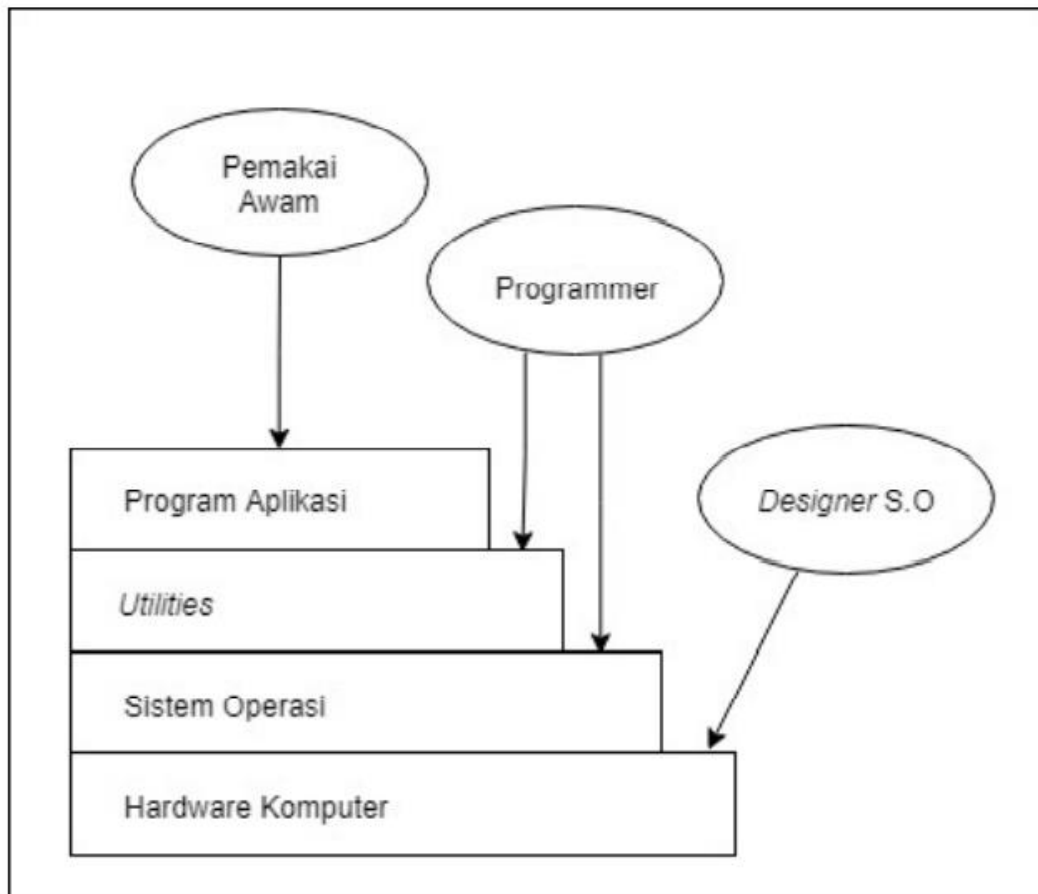 Pemakai
Awam
Programmer
Designer S.O
Program Aplikasi
Utilities
Sistem Operasi
Hardware Komputer